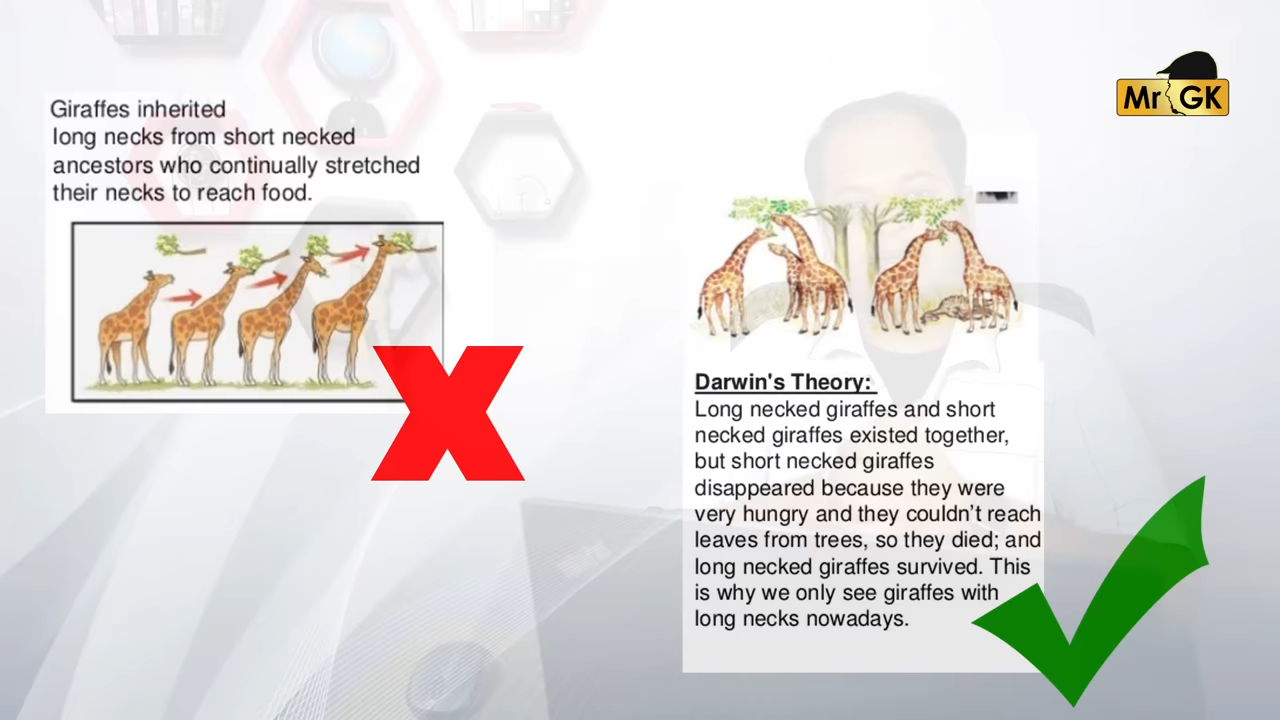 Giraffes inherited
long necks from short necked
ancestors who continually stretched
their necks to reach food.
Mr GK
Darwin's Theory:
Long necked giraffes and short
necked giraffes existed together,
but short necked giraffes
disappeared because they were
very hungry and they couldn't reach
leaves from trees, so they died; and
long necked giraffes survived. This
is why we only see giraffes with
long necks nowadays.